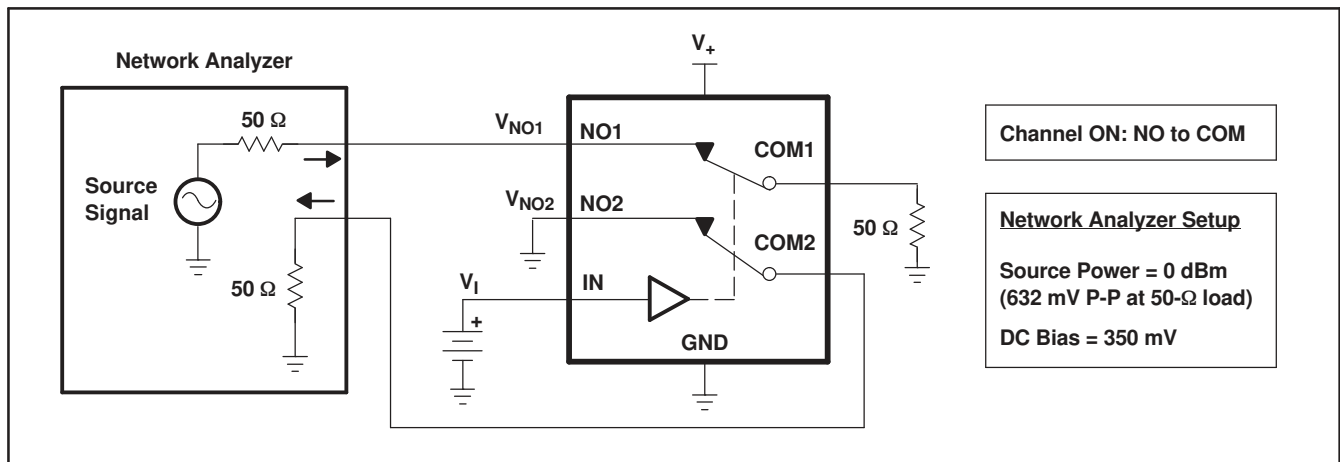 Network Analyzer
50 Ω
Source
Signal
50 Ω
V+
VNO1
NO1
COM1
VNO2
NO2
COM2
50 Ω
VI
+
IN
GND
Channel ON: NO to COM
Network Analyzer Setup
Source Power = 0 dBm
(632 mV P-P at 50-Ω load)
DC Bias = 350 mV